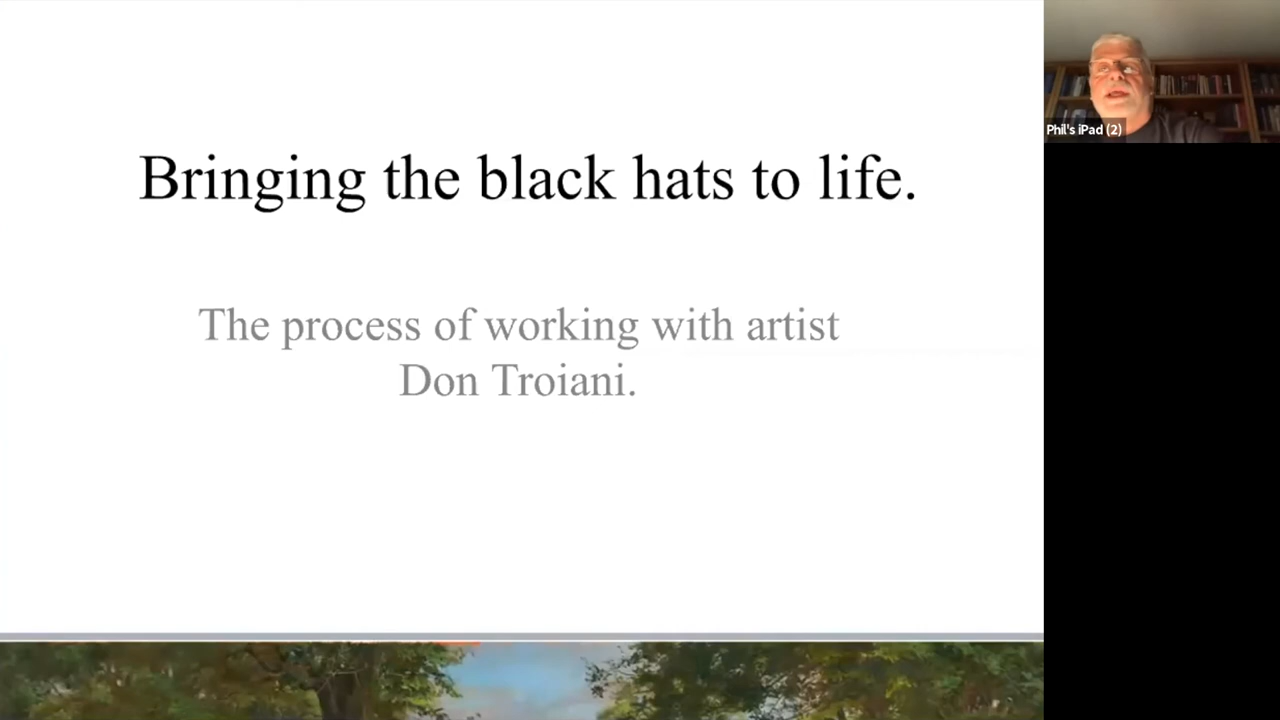 Bringing the black hats to life.
The process of working with artist
Don Troiani.
Phil's iPad (2)